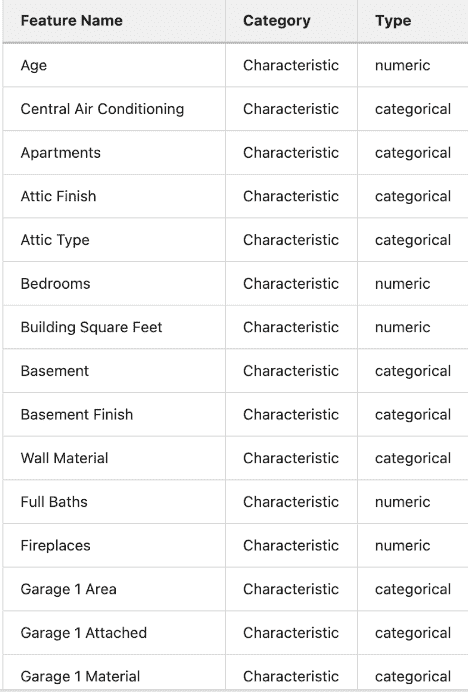 Feature Name Category Type
Age Characteristic numeric
Central Air Conditioning Characteristic categorical
Apartments Characteristic categorical
Attic Finish Characteristic categorical
Attic Type Characteristic categorical
Bedrooms Characteristic numeric
Building Square Feet Characteristic numeric
Basement Characteristic categorical
Basement Finish Characteristic categorical
Wall Material Characteristic categorical
Full Baths Characteristic numeric
Fireplaces Characteristic numeric
Garage 1 Area Characteristic categorical
Garage 1 Attached Characteristic categorical
Garage 1 Material Characteristic categorical